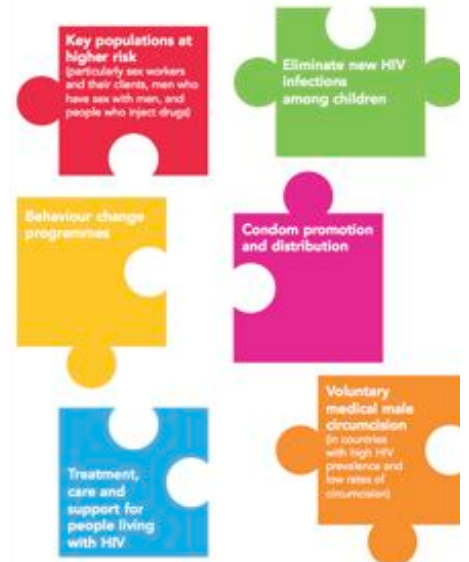 Key populations at
higher risk
(particularly sex workers
and their clients, men who
have sex with men, and
people who inject drugs)
Eliminate new HIV
infections
among children
Behaviour change
programmes
Condom promotion
and distribution
Treatment,
care and
support for
people living
with HIV
Voluntary
medical male
circumcision
(in countries
with high HIV
prevalence and
low rates of
circumcision)